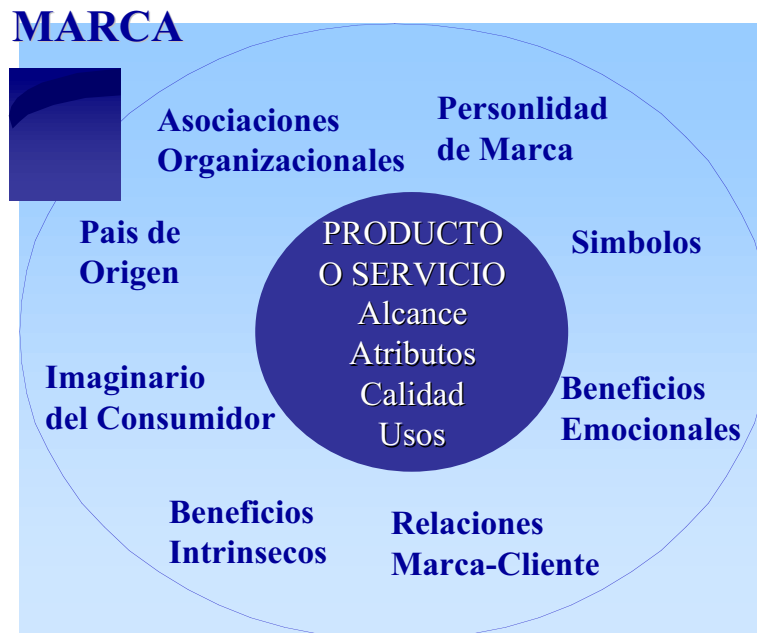 MARCA
Asociaciones
Organizacionales
Personlidad
de Marca
Pais de
Origen
PRODUCTO
O SERVICIO
Alcance
Atributos
Calidad
Usos
Simbolos
Imaginario
del Consumidor
Beneficios
Emocionales
Beneficios
Intrinsecos
Relaciones
Marca-Cliente